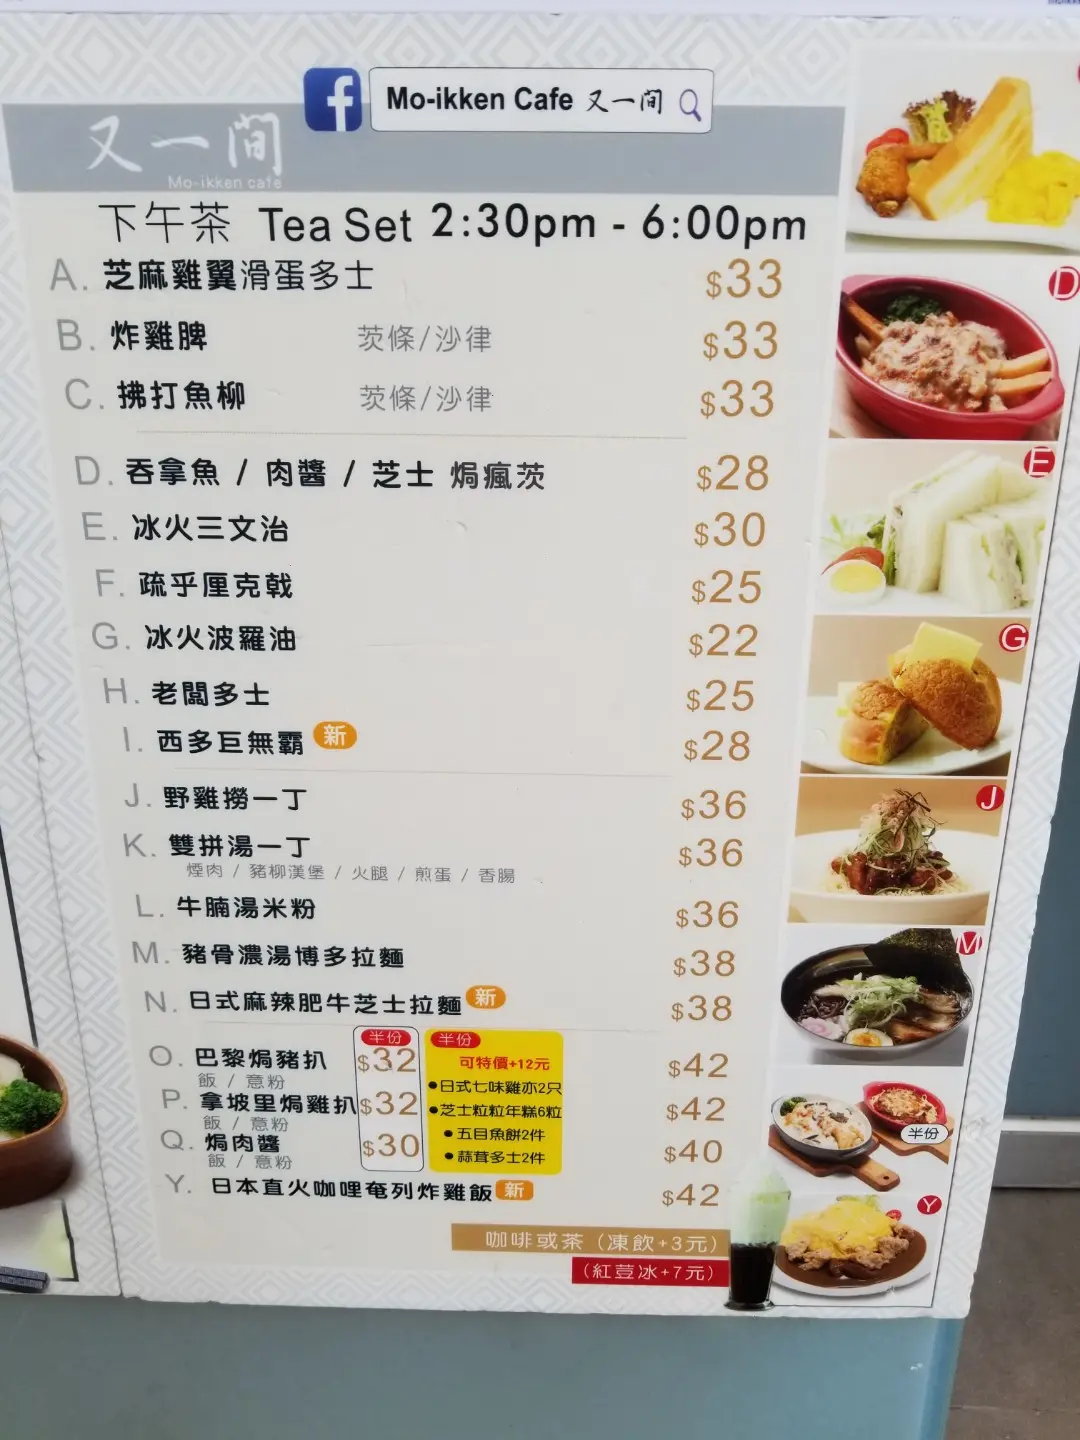 Mo-ikken Cafe 又一間
又一間
Mo-ikken cafe
下午茶 Tea Set 2:30pm - 6:00pm
A. 芝麻雞翼滑蛋多士 $33
B. 炸雞脾 茨條/沙律 $33
C. 拂打魚柳 茨條/沙律 $33
D. 吞拿魚 / 肉醬 / 芝士 焗瘋茨 $28
E. 冰火三文治 $30
F. 疏乎厘克戟 $25
G. 冰火波羅油 $22
H. 老闆多士 $25
I. 西多巨無霸 新 $28
J. 野雞撈一丁 $36
K. 雙拼湯一丁 $36
煙肉 / 豬柳漢堡 / 火腿 / 煎蛋 / 香腸
L. 牛腩湯米粉 $36
M. 豬骨濃湯博多拉麵 $38
N. 日式麻辣肥牛芝士拉麵 新 $38
半份 半份
O. 巴黎焗豬扒 $32 $42
飯 / 意粉
P. 拿坡里焗雞扒 $32 $42
飯 / 意粉
Q. 焗肉醬 $30 $40
飯 / 意粉
可特價+12元
●日式七味雞亦2只
●芝士粒粒年糕6粒
●五目魚餅2件
●蒜茸多士2件
Y. 日本直火咖哩奄列炸雞飯 新 $42
咖啡或茶（凍飲+3元）
（紅荳冰+7元）
D
E
G
J
M
半份
Y